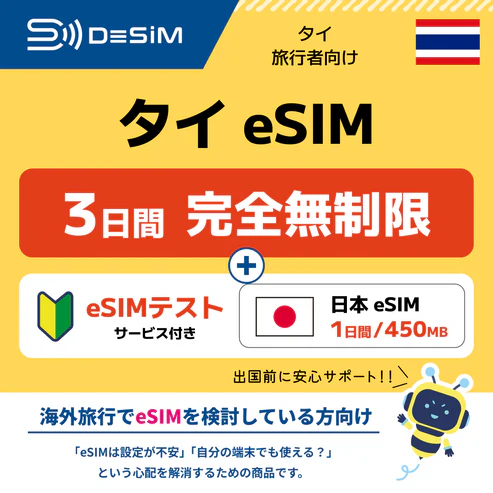 DeSiM
タイ
旅行者向け
タイ eSIM
3日間 完全無制限
+
eSIMテスト
サービス付き
日本 eSIM
1日間/450MB
出国前に安心サポート!!
海外旅行でeSIMを検討している方向け
「eSIMは設定が不安」「自分の端末でも使える?」
という心配を解消するための商品です。